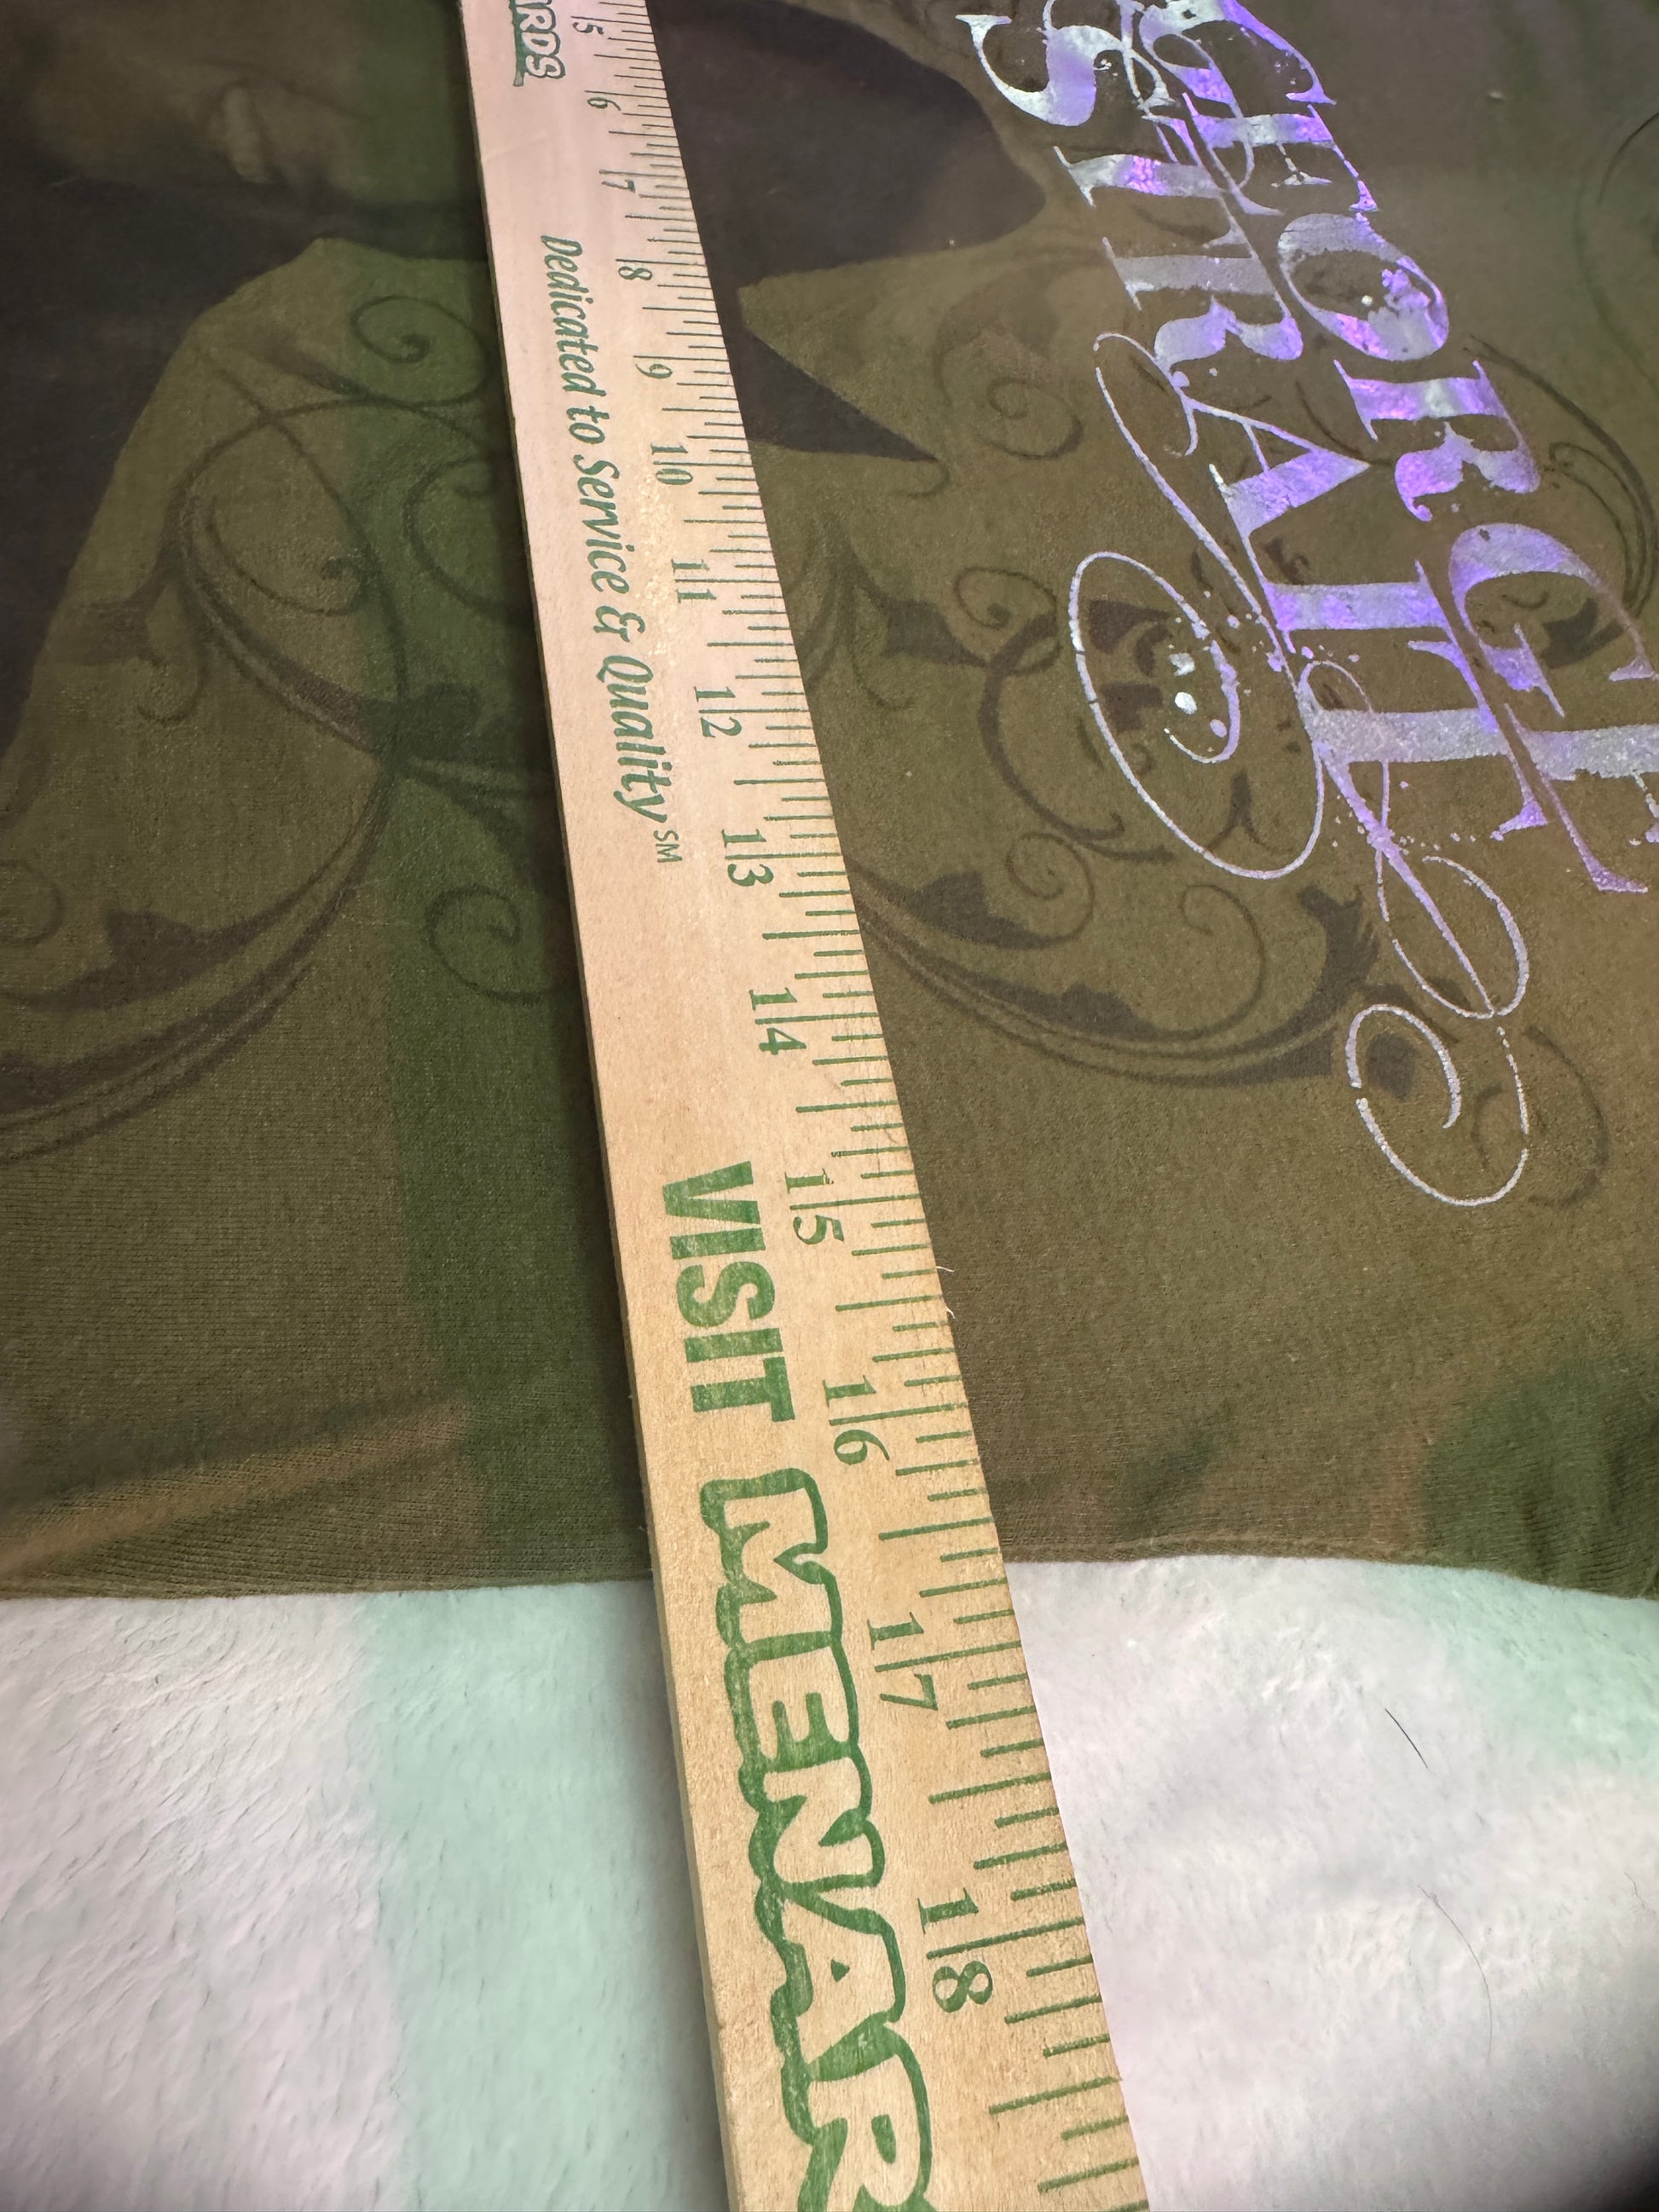 GEORGE
STRAIT
5 6 7 8 9 10 11 12 13 14 15 16 17 18
RDS
Dedicated to Service & Quality℠
VISIT MENAR